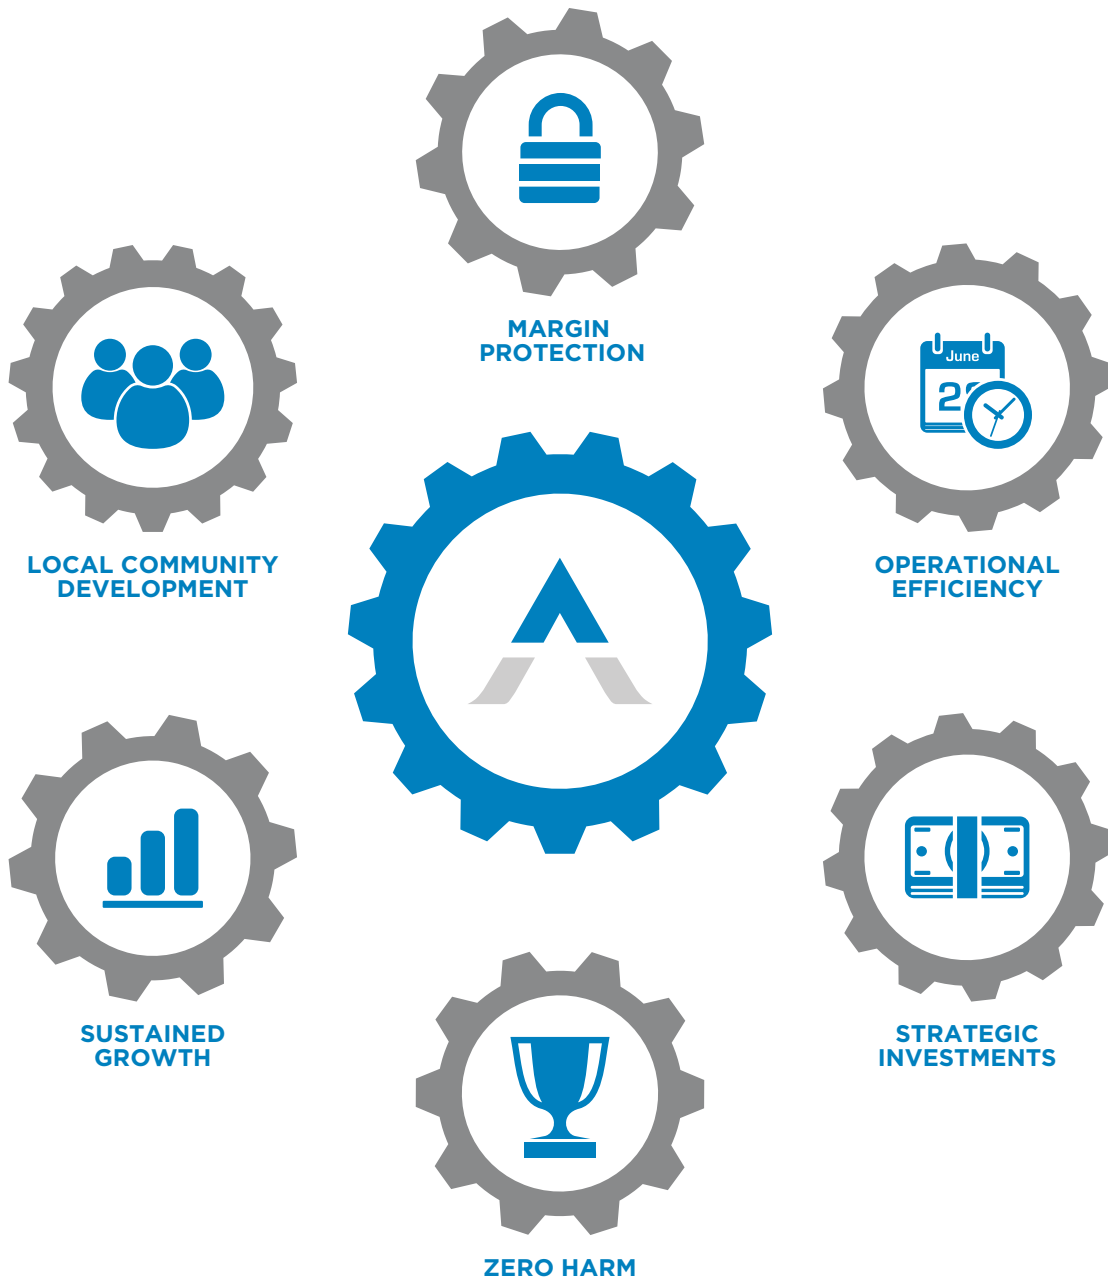 MARGIN
PROTECTION
June
LOCAL COMMUNITY
DEVELOPMENT
OPERATIONAL
EFFICIENCY
SUSTAINED
GROWTH
STRATEGIC
INVESTMENTS
ZERO HARM